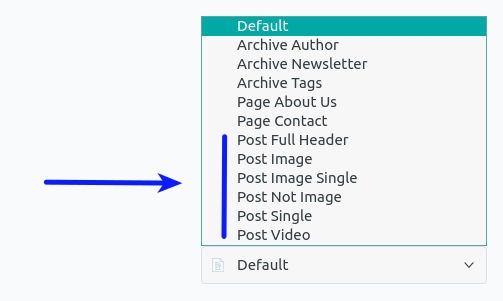 Default
Archive Author
Archive Newsletter
Archive Tags
Page About Us
Page Contact
Post Full Header
Post Image
Post Image Single
Post Not Image
Post Single
Post Video
Default